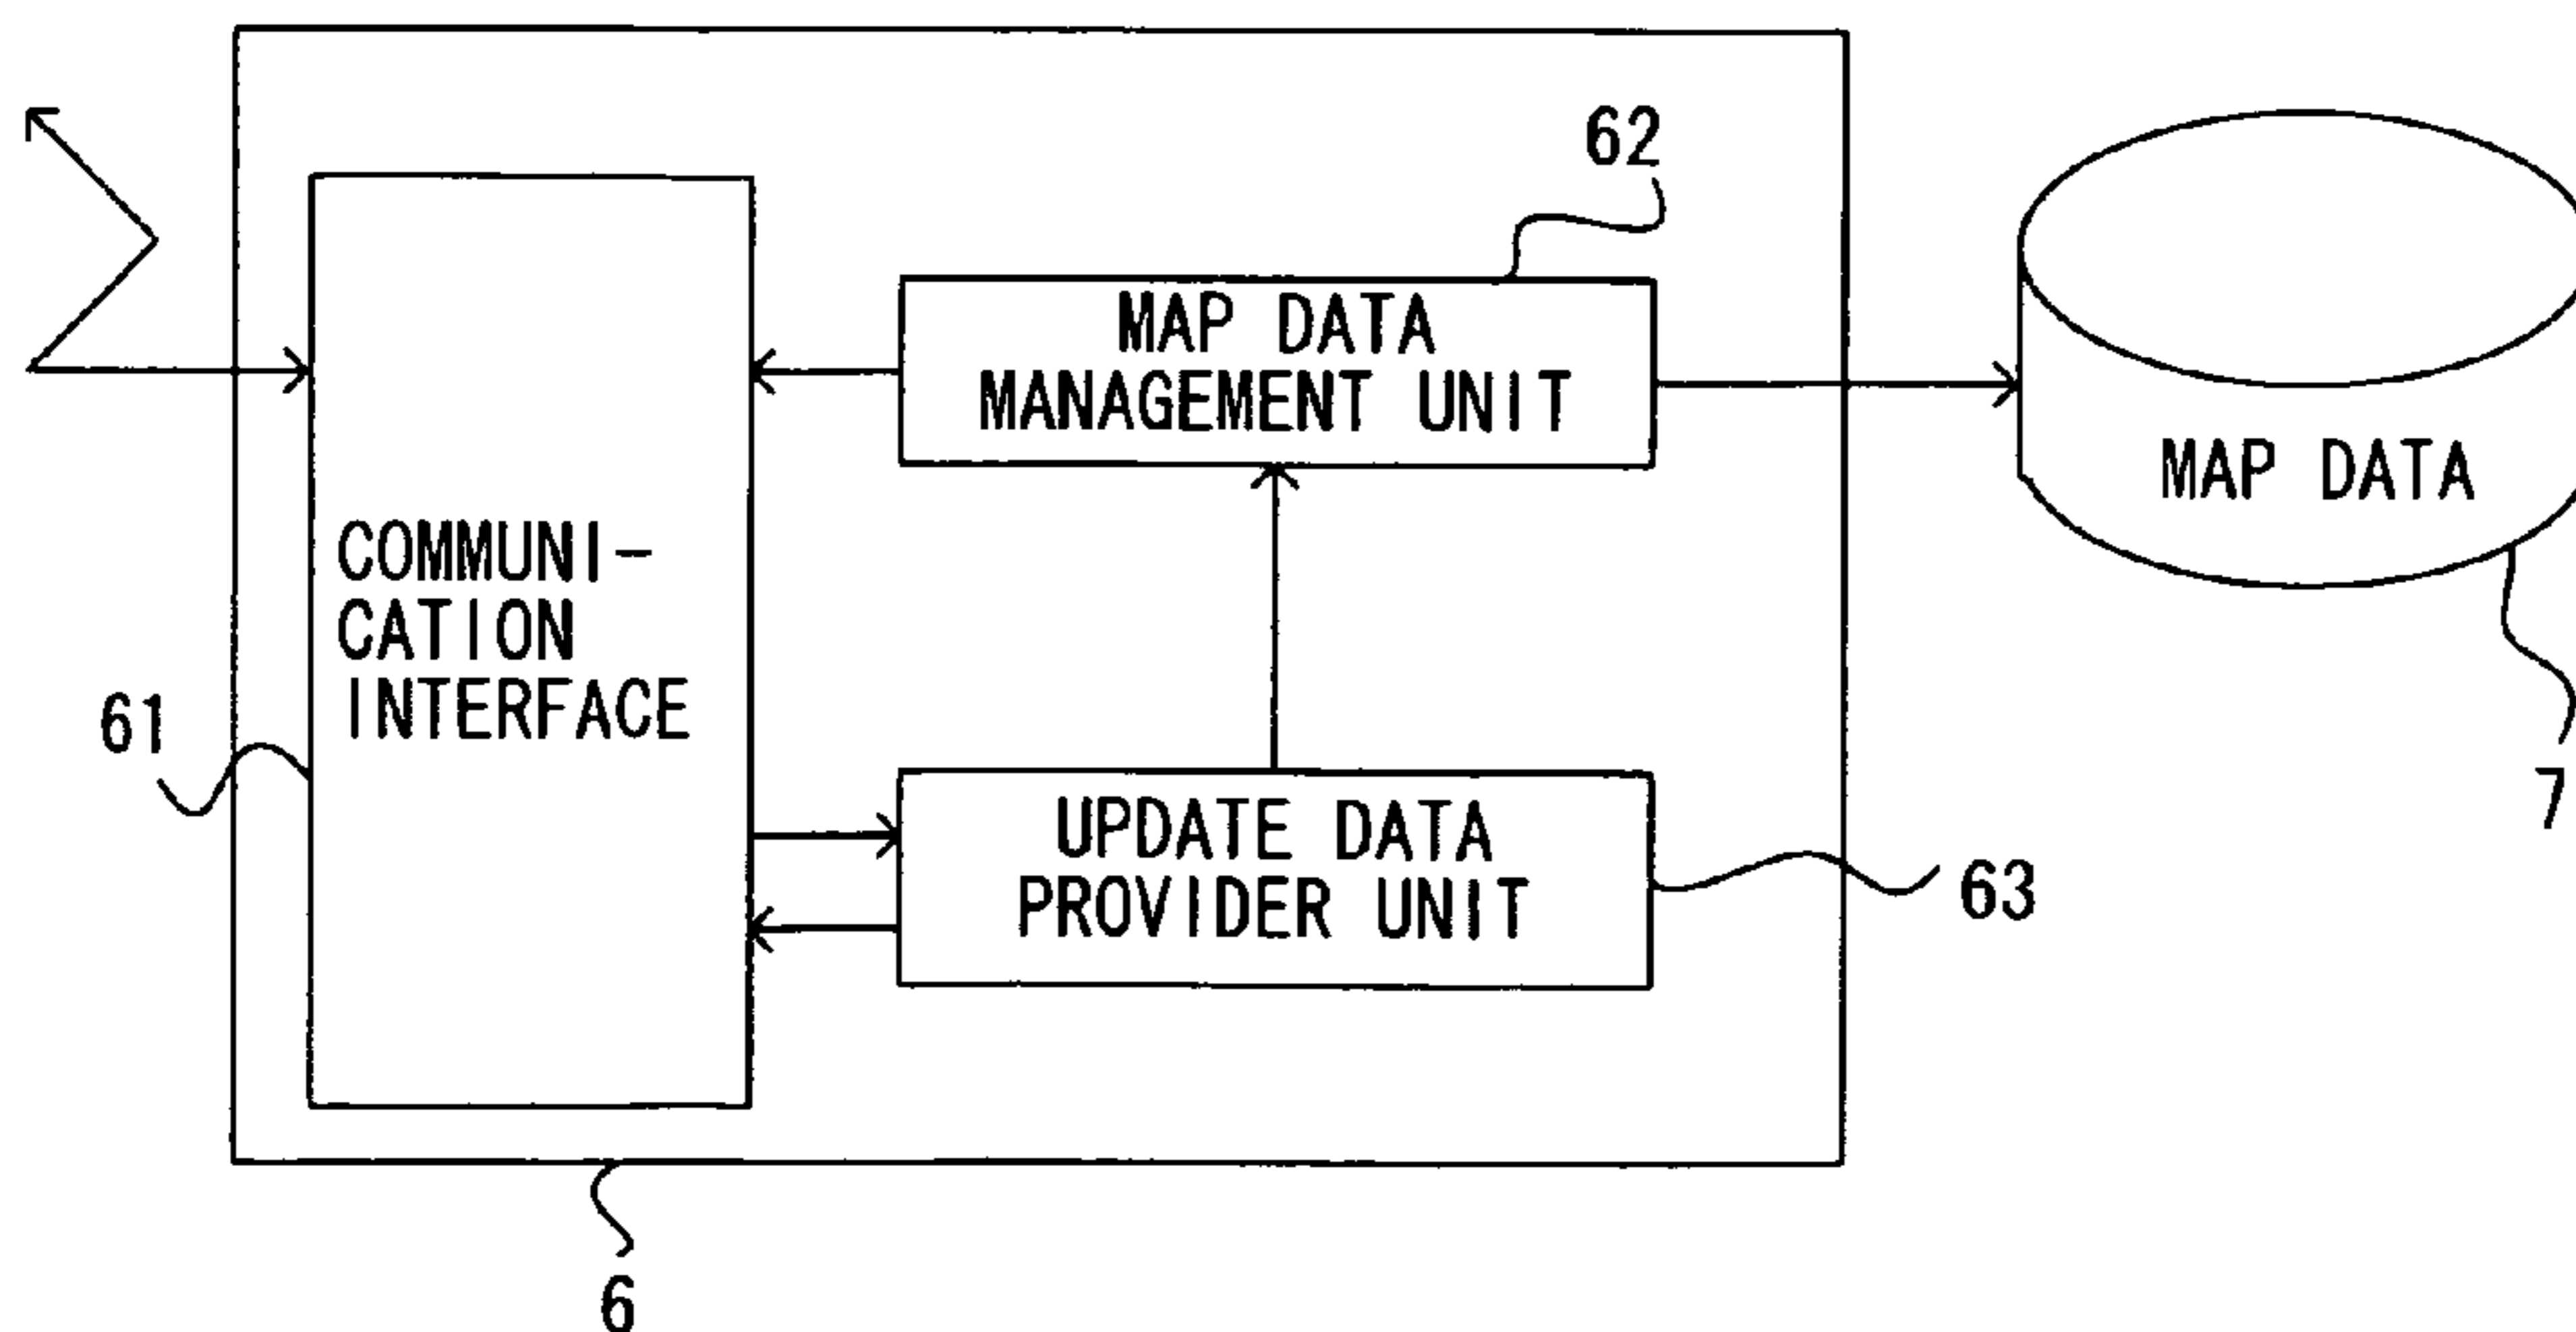 62
MAP DATA
MANAGEMENT UNIT
MAP DATA
COMMUNI-
CATION
INTERFACE
61
7
UPDATE DATA
PROVIDER UNIT
63
6